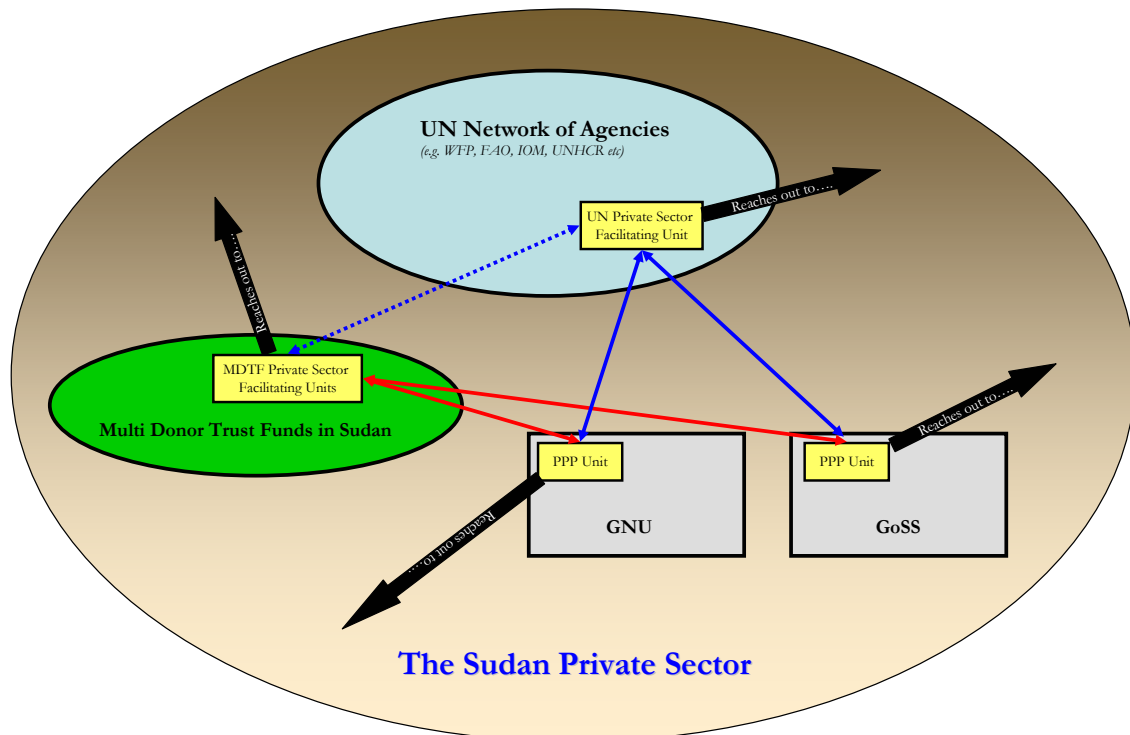 UN Network of Agencies
(e.g. WFP, FAO, IOM, UNHCR etc)
Reaches out to….
UN Private Sector
Facilitating Unit
Reaches out to….
MDTF Private Sector
Facilitating Units
Multi Donor Trust Funds in Sudan
Reaches out to….
PPP Unit
PPP Unit
Reaches out to….
GNU
GoSS
The Sudan Private Sector